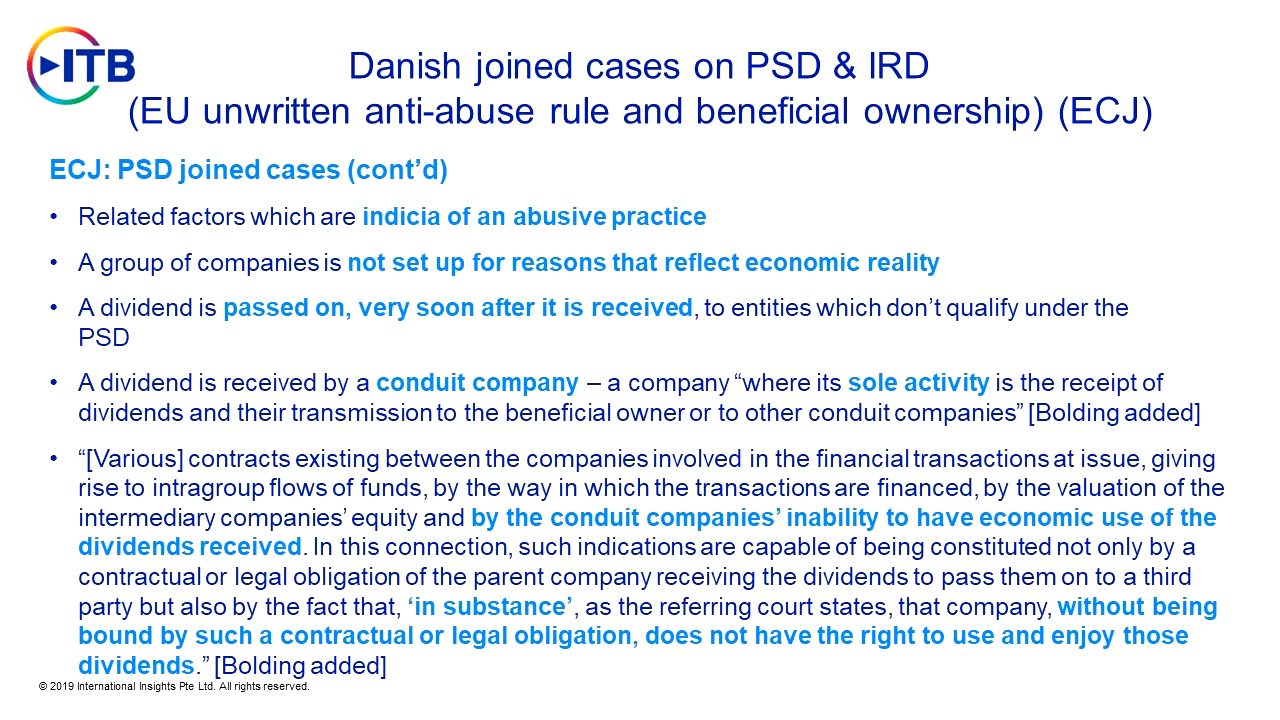 ITB
Danish joined cases on PSD & IRD
(EU unwritten anti-abuse rule and beneficial ownership) (ECJ)
ECJ: PSD joined cases (cont’d)
• Related factors which are indicia of an abusive practice
• A group of companies is not set up for reasons that reflect economic reality
• A dividend is passed on, very soon after it is received, to entities which don’t qualify under the
PSD
• A dividend is received by a conduit company – a company “where its sole activity is the receipt of
dividends and their transmission to the beneficial owner or to other conduit companies” [Bolding added]
• “[Various] contracts existing between the companies involved in the financial transactions at issue, giving
rise to intragroup flows of funds, by the way in which the transactions are financed, by the valuation of the
intermediary companies’ equity and by the conduit companies’ inability to have economic use of the
dividends received. In this connection, such indications are capable of being constituted not only by a
contractual or legal obligation of the parent company receiving the dividends to pass them on to a third
party but also by the fact that, ‘in substance’, as the referring court states, that company, without being
bound by such a contractual or legal obligation, does not have the right to use and enjoy those
dividends.” [Bolding added]
© 2019 International Insights Pte Ltd. All rights reserved.